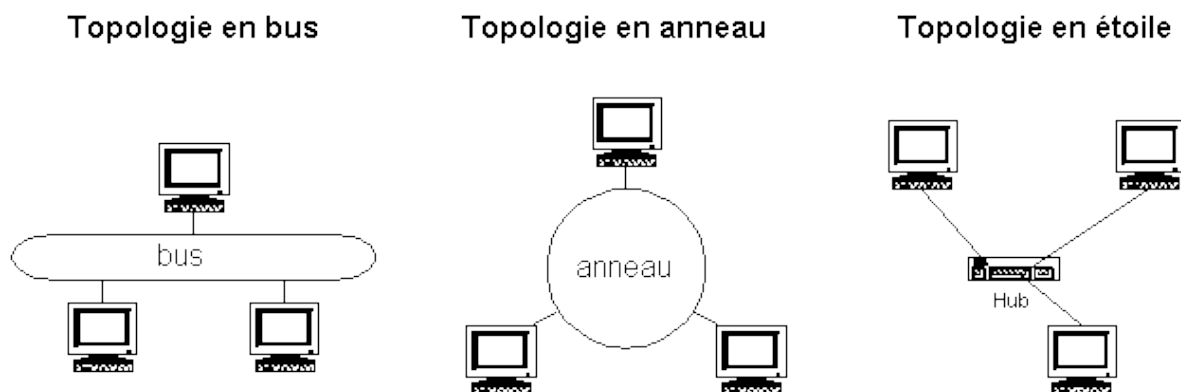 Topologie en bus
Topologie en anneau
Topologie en étoile
bus
anneau
Hub